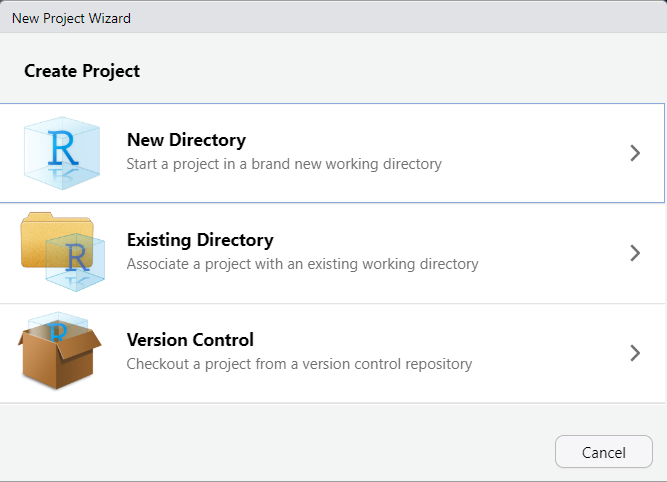 New Project Wizard
Create Project
R
New Directory
Start a project in a brand new working directory
R
Existing Directory
Associate a project with an existing working directory
R
Version Control
Checkout a project from a version control repository
Cancel